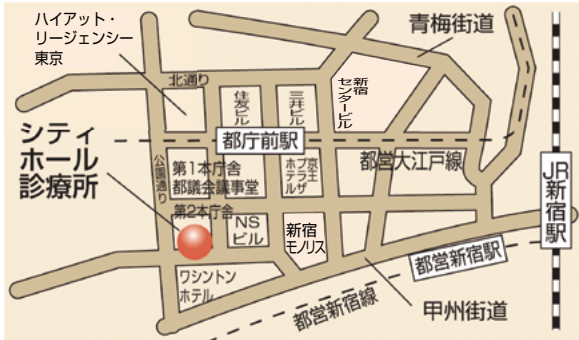 ハイアット・
リージェンシー
東京
青梅街道
北通り
住友ビル
三井ビル
新宿
センタービル
シティ
ホール
診療所
都庁前駅
公園通り
第1本庁舎
都議会議事堂
京王
プラザ
ホテル
都営大江戸線
JR新宿駅
第2本庁舎
NS
ビル
新宿
モノリス
都営新宿駅
ワシントン
ホテル
都営新宿線
甲州街道